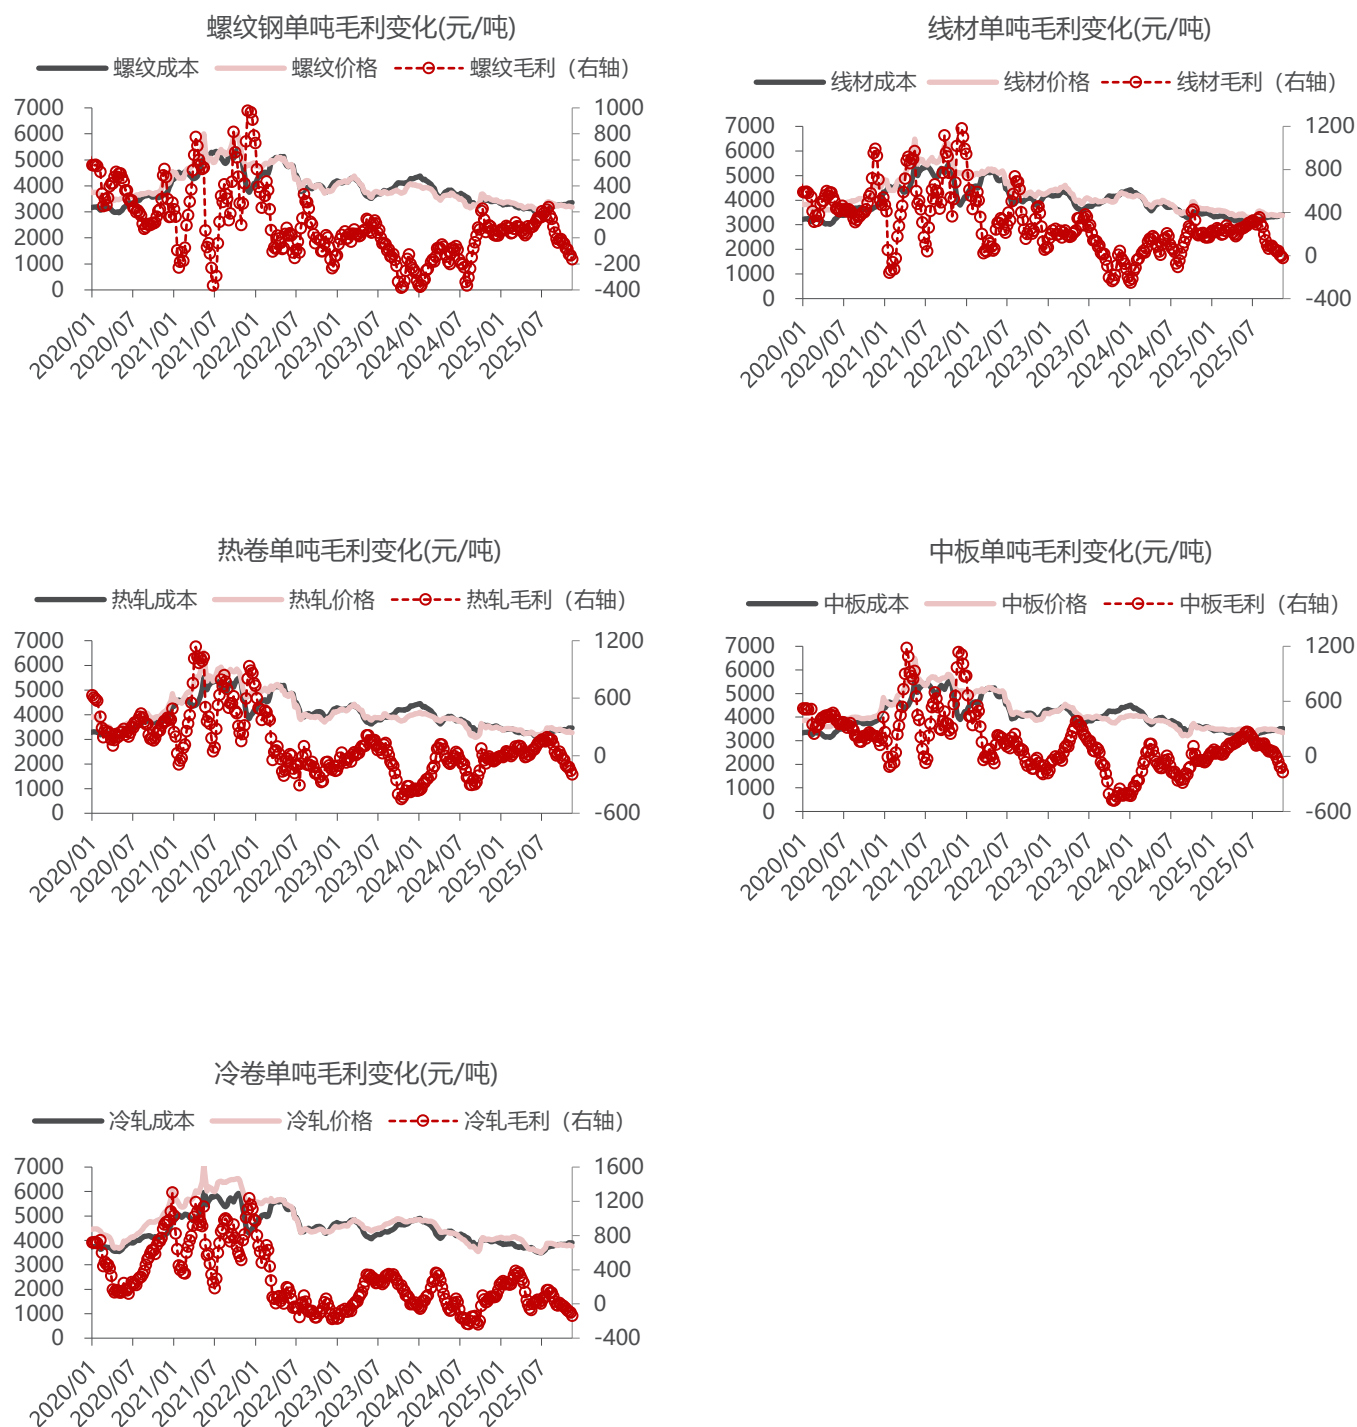 螺纹钢单吨毛利变化(元/吨)
螺纹成本 螺纹价格 螺纹毛利（右轴）
7000 6000 5000 4000 3000 2000 1000 0
1000 800 600 400 200 0 -200 -400
2020/01 2020/07 2021/01 2021/07 2022/01 2022/07 2023/01 2023/07 2024/01 2024/07 2025/01 2025/07
线材单吨毛利变化(元/吨)
线材成本 线材价格 线材毛利（右轴）
7000 6000 5000 4000 3000 2000 1000 0
1200 800 400 0 -400
2020/01 2020/07 2021/01 2021/07 2022/01 2022/07 2023/01 2023/07 2024/01 2024/07 2025/01 2025/07
热卷单吨毛利变化(元/吨)
热轧成本 热轧价格 热轧毛利（右轴）
7000 6000 5000 4000 3000 2000 1000 0
1200 600 0 -600
2020/01 2020/07 2021/01 2021/07 2022/01 2022/07 2023/01 2023/07 2024/01 2024/07 2025/01 2025/07
中板单吨毛利变化(元/吨)
中板成本 中板价格 中板毛利（右轴）
7000 6000 5000 4000 3000 2000 1000 0
1200 600 0 -600
2020/01 2020/07 2021/01 2021/07 2022/01 2022/07 2023/01 2023/07 2024/01 2024/07 2025/01 2025/07
冷卷单吨毛利变化(元/吨)
冷轧成本 冷轧价格 冷轧毛利（右轴）
7000 6000 5000 4000 3000 2000 1000 0
1600 1200 800 400 0 -400
2020/01 2020/07 2021/01 2021/07 2022/01 2022/07 2023/01 2023/07 2024/01 2024/07 2025/01 2025/07